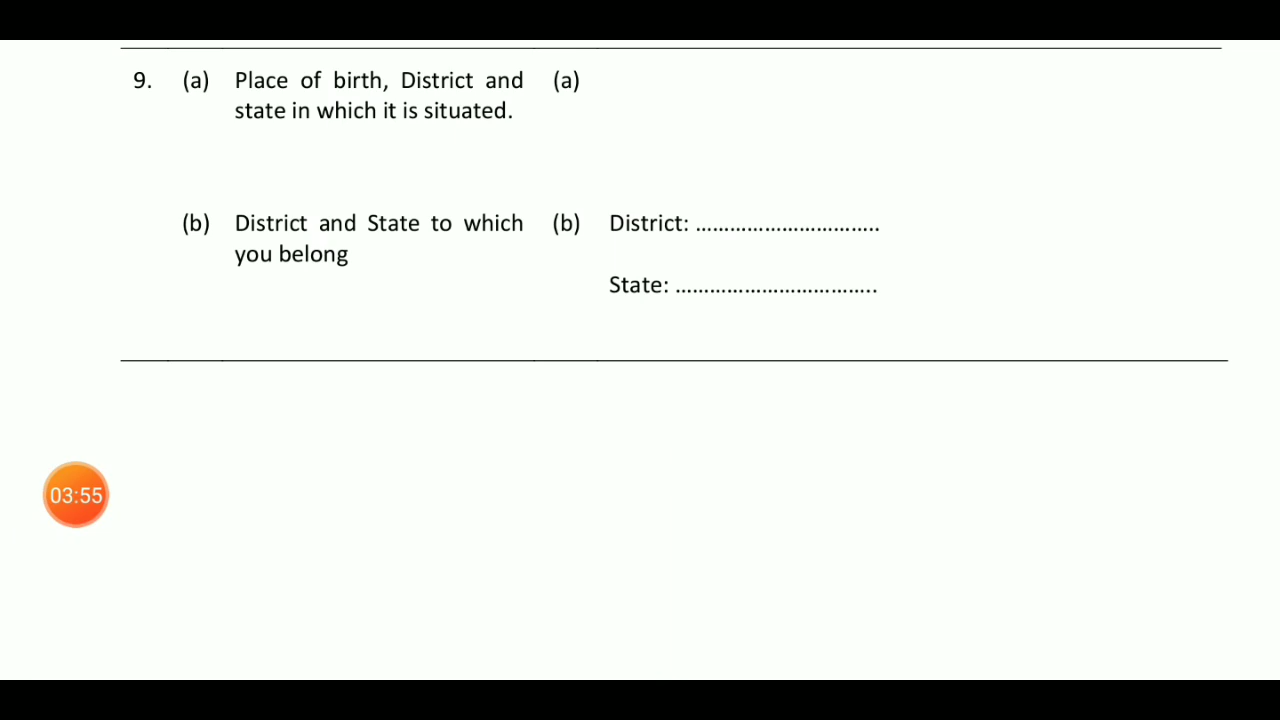 9. (a) Place of birth, District and (a)
state in which it is situated.
(b) District and State to which (b) District: …………………………..
you belong
State: ……………………………..
03:55